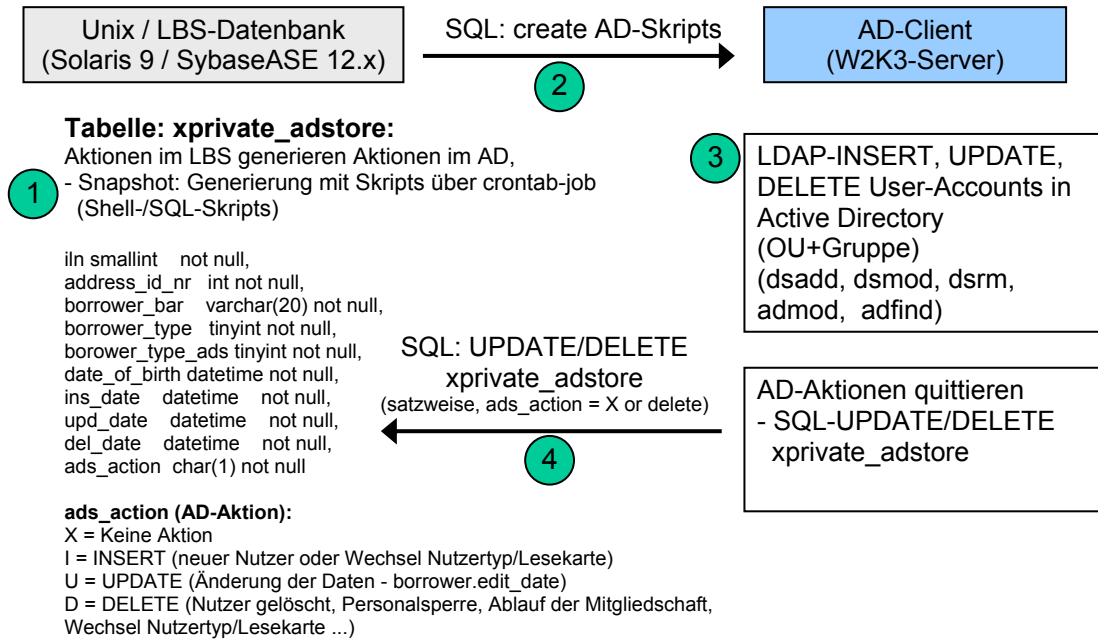 Unix / LBS-Datenbank
(Solaris 9 / SybaseASE 12.x)
SQL: create AD-Skripts
2
AD-Client
(W2K3-Server)
Tabelle: xprivate_adstore:
Aktionen im LBS generieren Aktionen im AD,
- Snapshot: Generierung mit Skripts über crontab-job
(Shell-/SQL-Skripts)
1
iln smallint not null,
address_id_nr int not null,
borrower_bar varchar(20) not null,
borrower_type tinyint not null,
borower_type_ads tinyint not null,
date_of_birth datetime not null,
ins_date datetime not null,
upd_date datetime not null,
del_date datetime not null,
ads_action char(1) not null
ads_action (AD-Aktion):
X = Keine Aktion
I = INSERT (neuer Nutzer oder Wechsel Nutzertyp/Lesekarte)
U = UPDATE (Änderung der Daten - borrower.edit_date)
D = DELETE (Nutzer gelöscht, Personalsperre, Ablauf der Mitgliedschaft,
Wechsel Nutzertyp/Lesekarte ...)
3
LDAP-INSERT, UPDATE,
DELETE User-Accounts in
Active Directory
(OU+Gruppe)
(dsadd, dsmod, dsrm,
admod, adfind)
SQL: UPDATE/DELETE
xprivate_adstore
(satzweise, ads_action = X or delete)
4
AD-Aktionen quittieren
- SQL-UPDATE/DELETE
xprivate_adstore